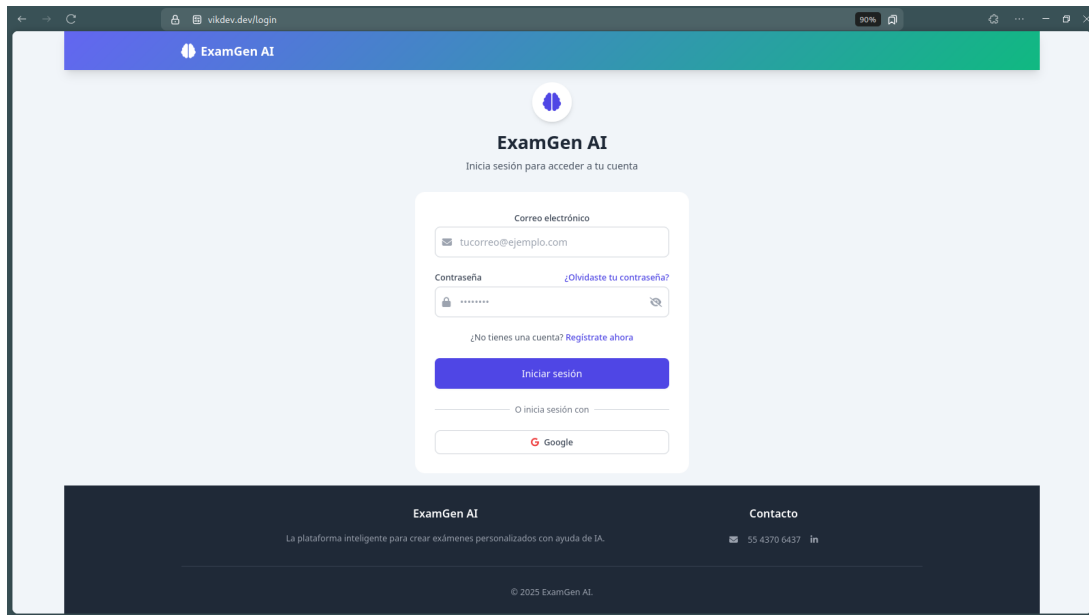 vikdev.dev/login
90%
ExamGen AI
ExamGen AI
Inicia sesión para acceder a tu cuenta
Correo electrónico
tucorreo@ejemplo.com
Contraseña ¿Olvidaste tu contraseña?
••••••••
¿No tienes una cuenta? Regístrate ahora
Iniciar sesión
O inicia sesión con
G Google
ExamGen AI
La plataforma inteligente para crear exámenes personalizados con ayuda de IA.
Contacto
55 4370 6437 in
© 2025 ExamGen AI.